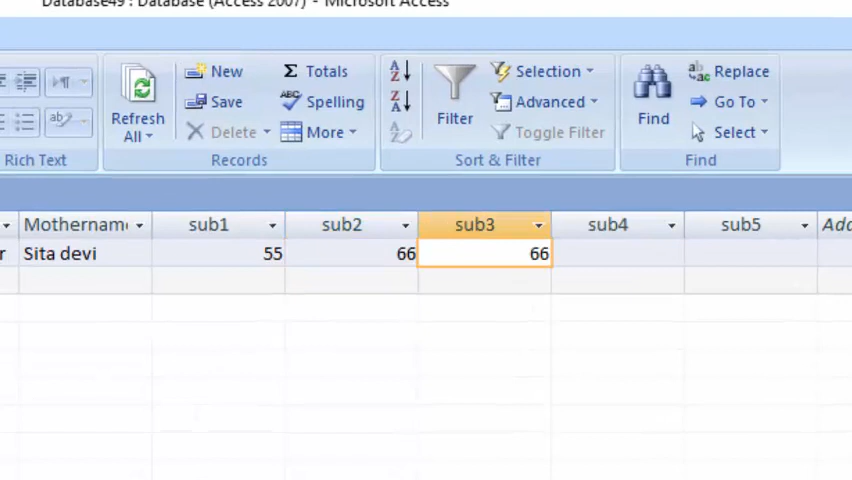 Database49 : Database (Access 2007) - Microsoft Access
New Σ Totals Selection Replace
Refresh All Save Spelling Filter Advanced Find Go To
Delete More Toggle Filter Select
Rich Text Records Sort & Filter Find
Mothername sub1 sub2 sub3 sub4 sub5
r Sita devi 55 66 66